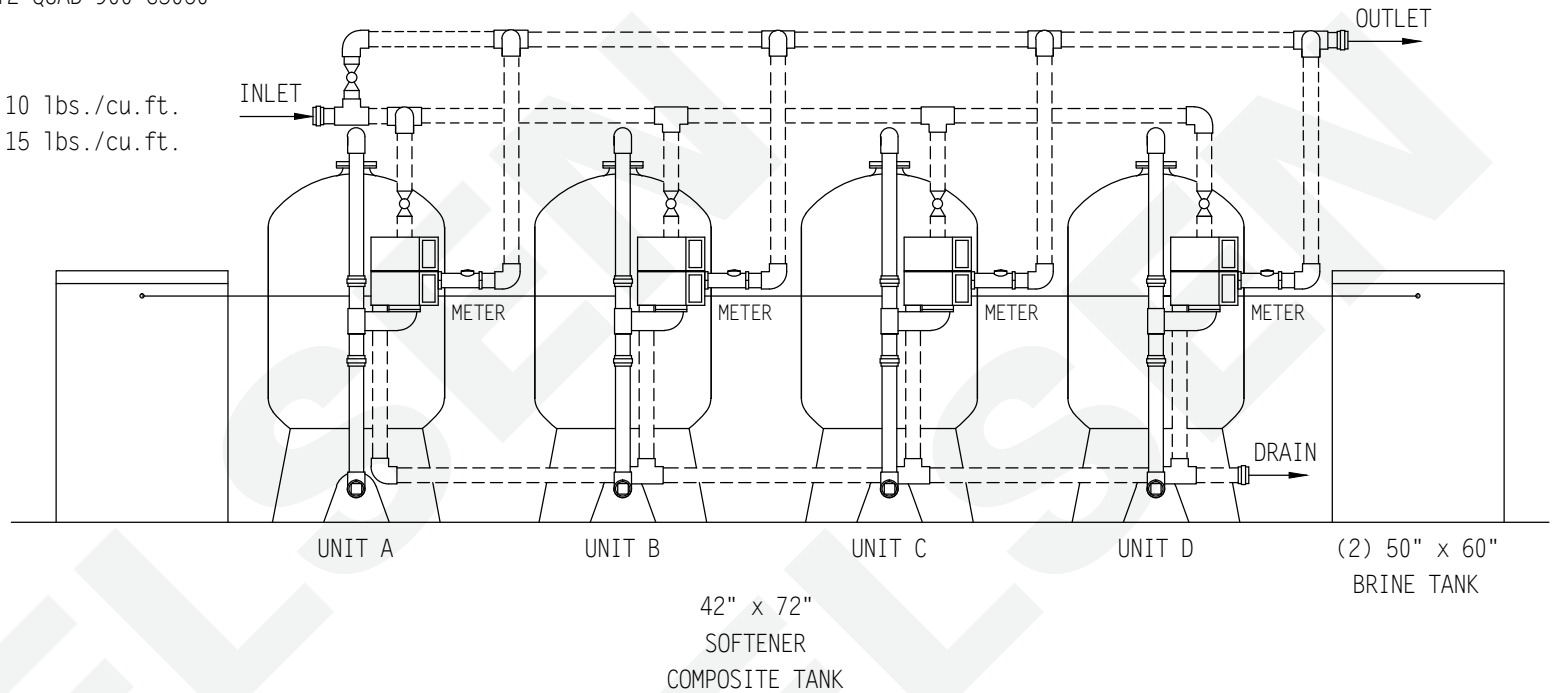 OUTLET
INLET
10 lbs./cu.ft.
15 lbs./cu.ft.
METER
METER
METER
METER
DRAIN
UNIT A
UNIT B
UNIT C
UNIT D
(2) 50" x 60"
BRINE TANK
42" x 72"
SOFTENER
COMPOSITE TANK